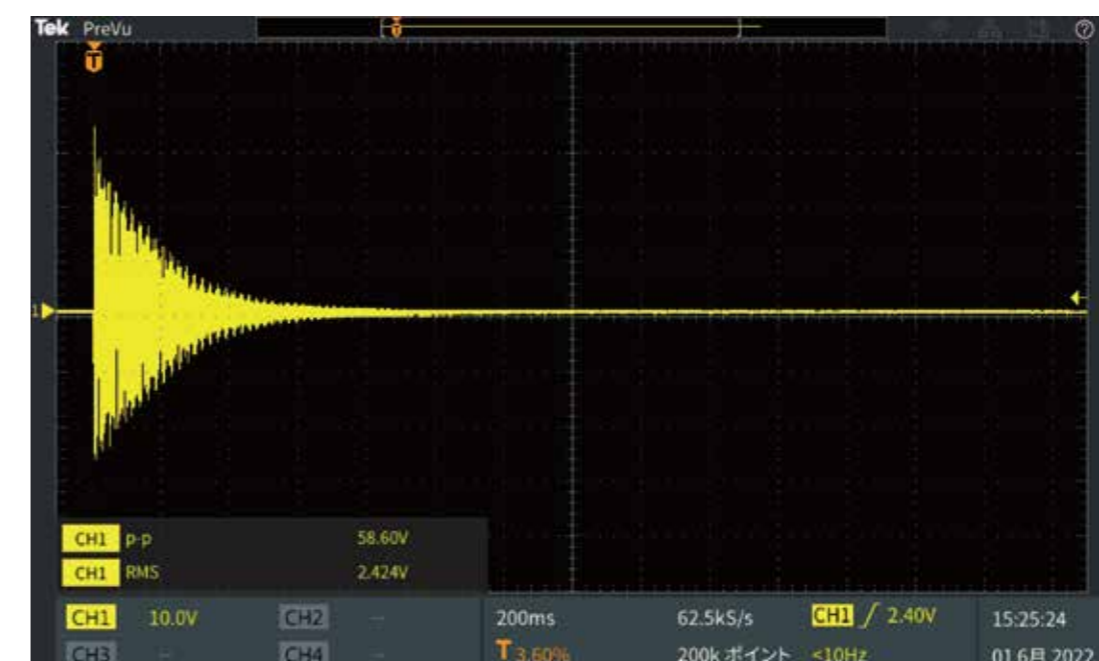 Tek PreVu
T
T
1
CH1 p-p 58.60V
CH1 RMS 2.424V
CH1 10.0V CH2 --- 200ms 62.5kS/s CH1 2.40V 15:25:24
CH3 --- CH4 --- T 3.60% 200k ポイント <10Hz 01 6月 2022